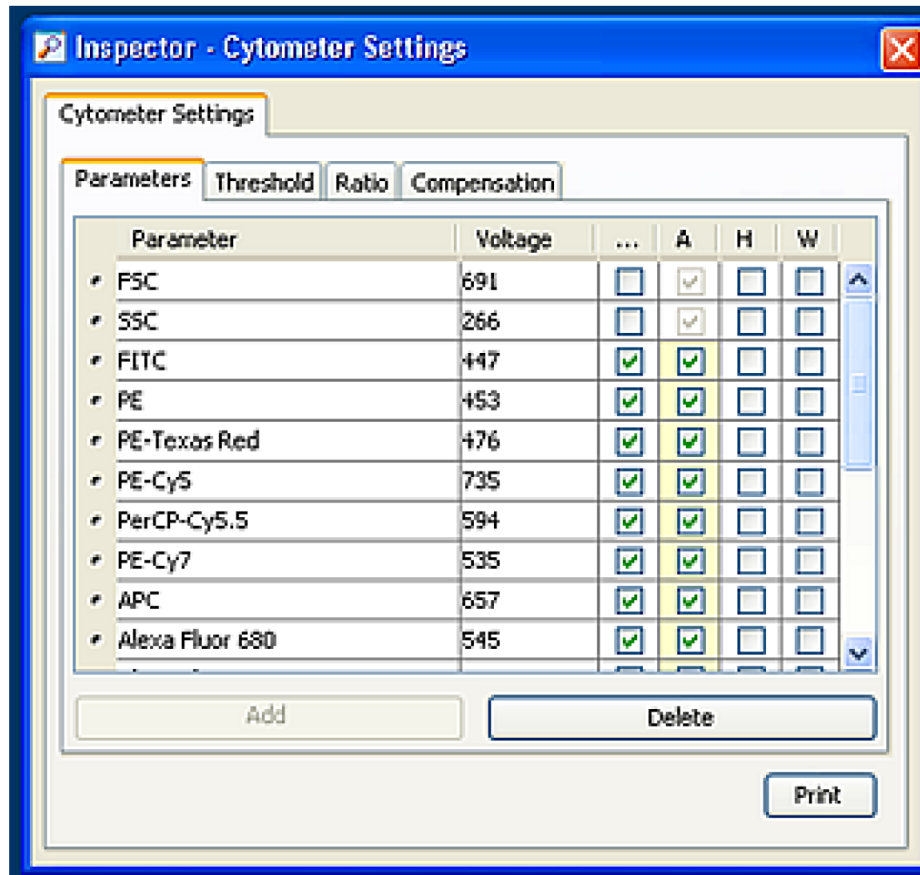 Inspector - Cytometer Settings
Cytometer Settings
Parameters Threshold Ratio Compensation
Parameter Voltage ... A H W
FSC 691
SSC 266
FITC 447
PE 453
PE-Texas Red 476
PE-Cy5 735
PerCP-Cy5.5 594
PE-Cy7 535
APC 657
Alexa Fluor 680 545
Add Delete
Print